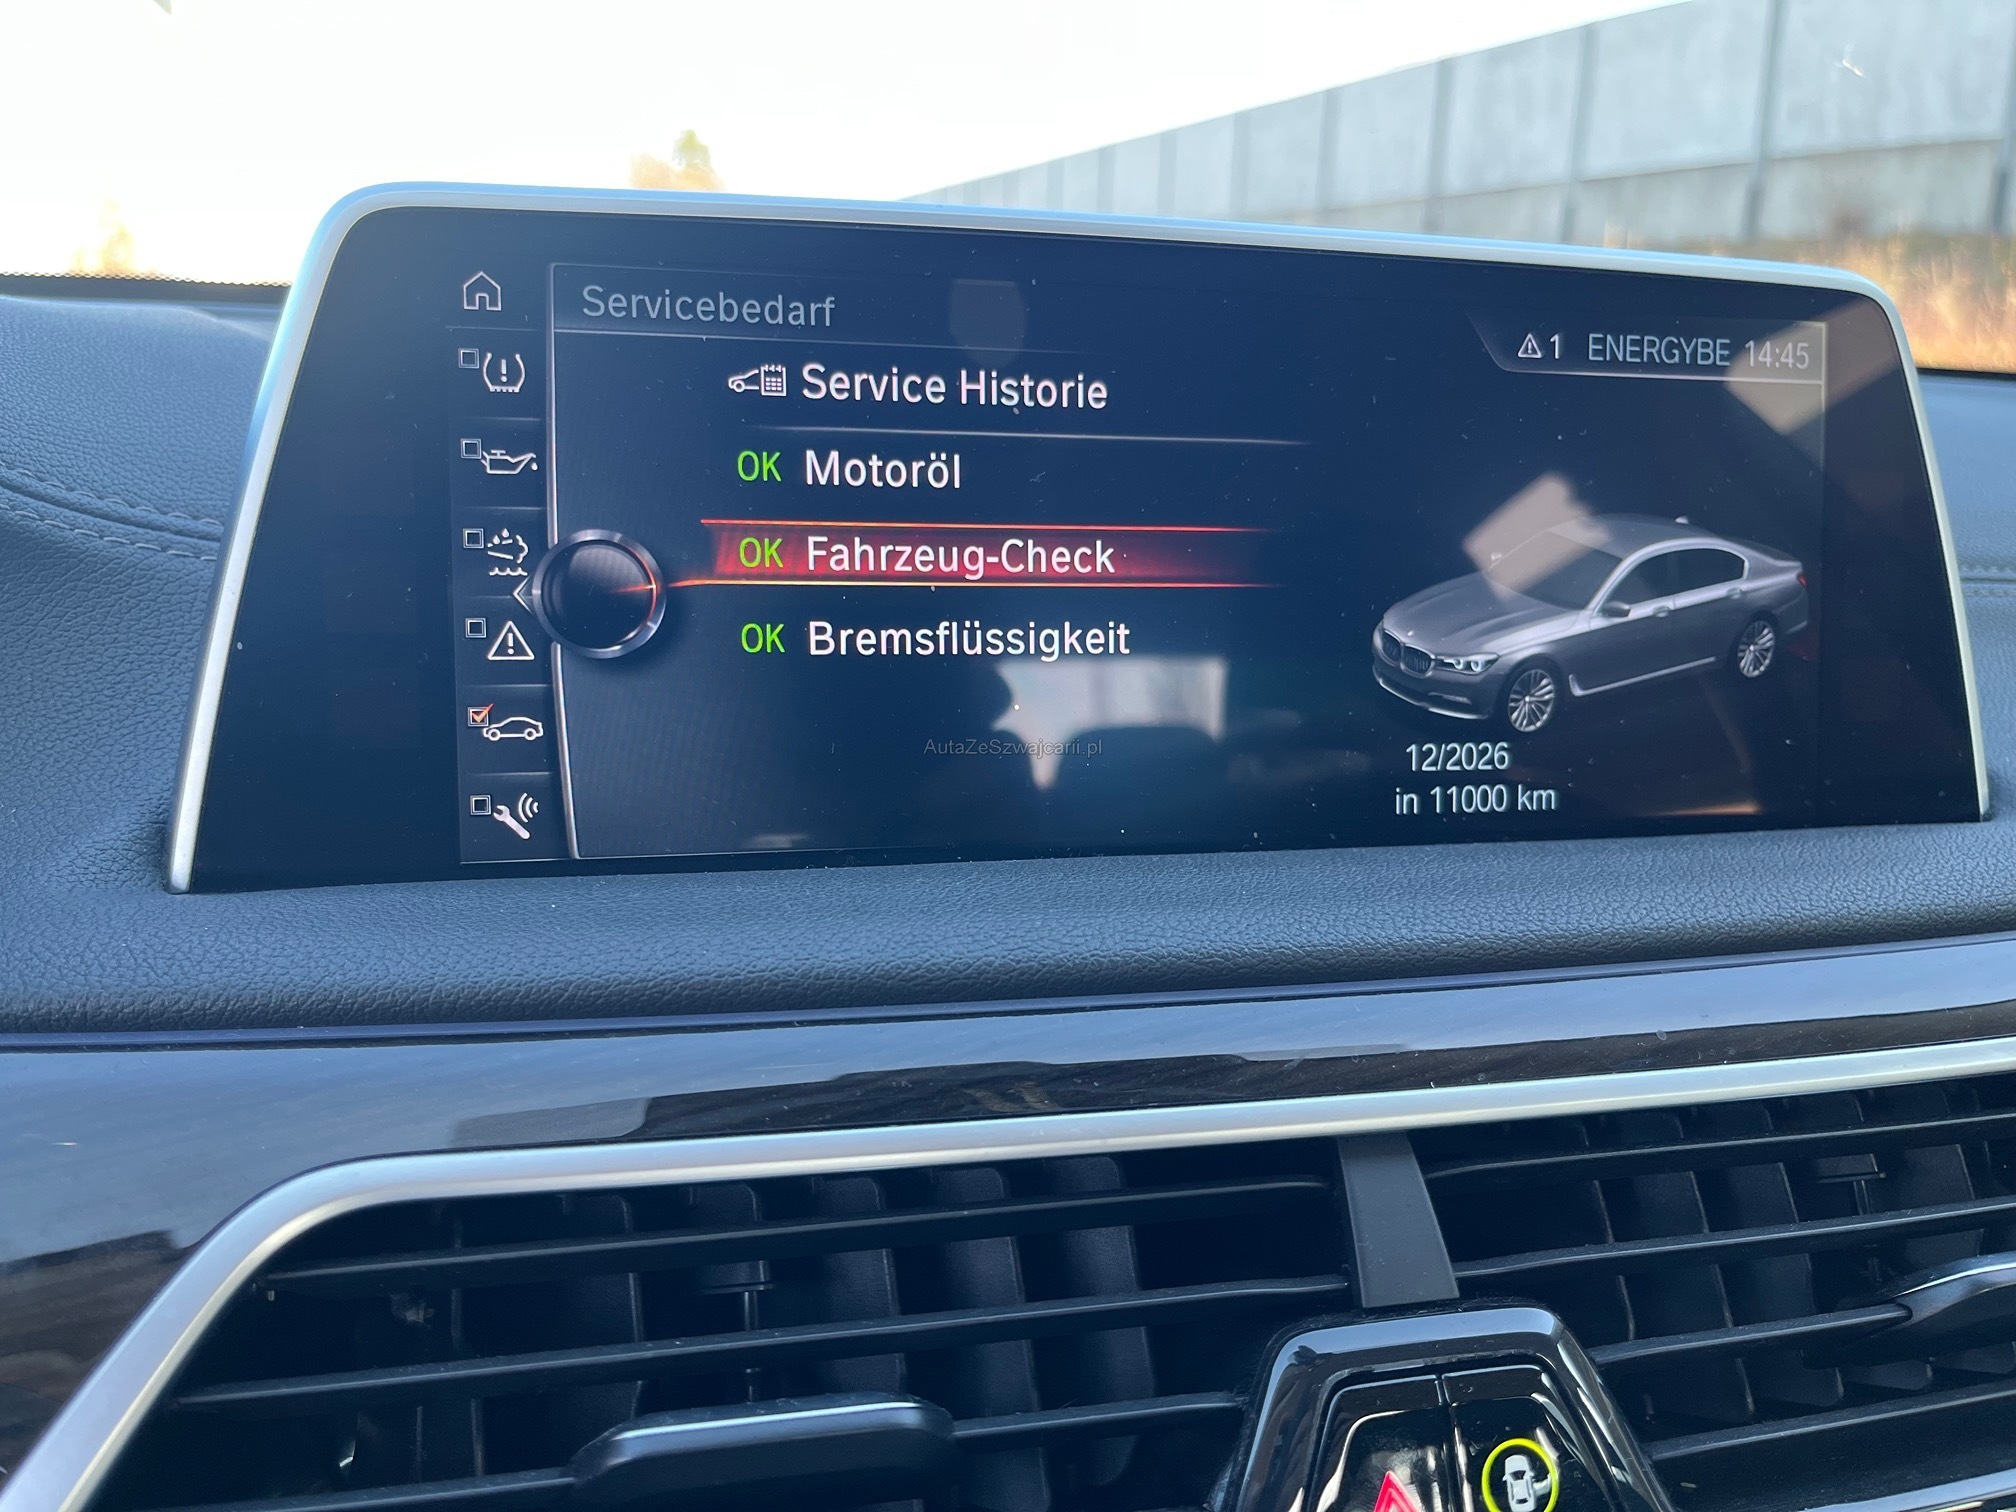 Servicebedarf
1 ENERGYBE 14:45
Service Historie
OK Motoröl
OK Fahrzeug-Check
OK Bremsflüssigkeit
AutaZeSzwajcarii.pl
12/2026
in 11000 km